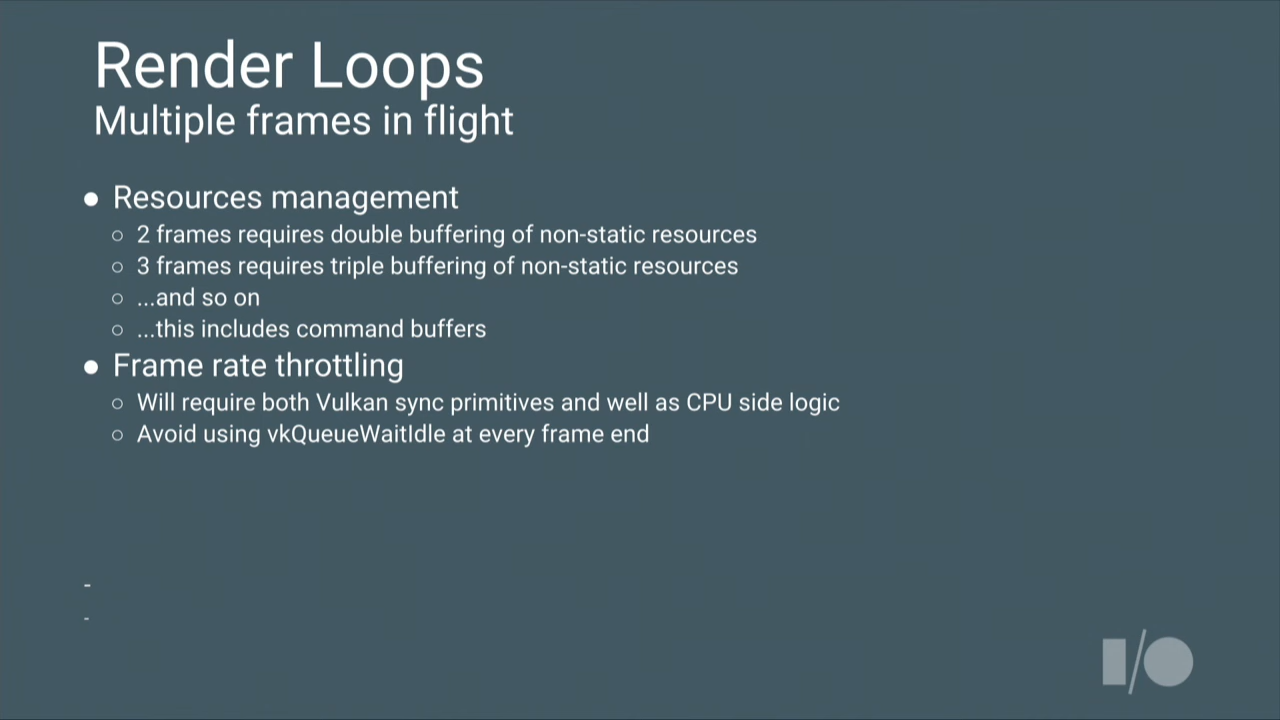 Render Loops
Multiple frames in flight
● Resources management
○ 2 frames requires double buffering of non-static resources
○ 3 frames requires triple buffering of non-static resources
○ ...and so on
○ ...this includes command buffers
● Frame rate throttling
○ Will require both Vulkan sync primitives and well as CPU side logic
○ Avoid using vkQueueWaitIdle at every frame end
-
-
I/O